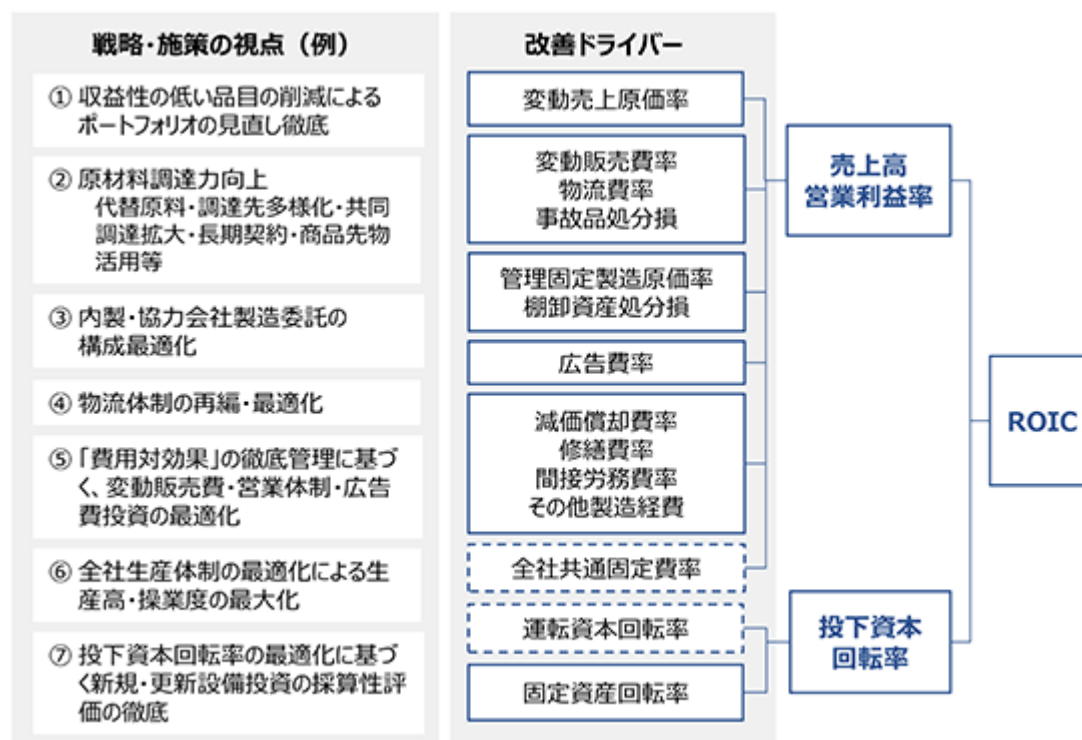 戦略・施策の視点（例）
① 収益性の低い品目の削減による
ポートフォリオの見直し徹底
② 原材料調達力向上
代替原料・調達先多様化・共同
調達拡大・長期契約・商品先物
活用等
③ 内製・協力会社製造委託の
構成最適化
④ 物流体制の再編・最適化
⑤ 「費用対効果」の徹底管理に基づ
く、変動販売費・営業体制・広告
費投資の最適化
⑥ 全社生産体制の最適化による生
産高・操業度の最大化
⑦ 投下資本回転率の最適化に基づ
く新規・更新設備投資の採算性評
価の徹底
改善ドライバー
変動売上原価率
変動販売費率
物流費率
事故品処分損
管理固定製造原価率
棚卸資産処分損
広告費率
減価償却費率
修繕費率
間接労務費率
その他製造経費
全社共通固定費率
運転資本回転率
固定資産回転率
売上高
営業利益率
投下資本
回転率
ROIC